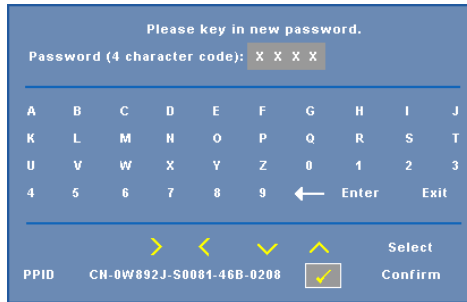 Please key in new password.
Password (4 character code): X X X X
A B C D E F G H I J
K L M N O P Q R S T
U V W X Y Z 0 1 2 3
4 5 6 7 8 9 Enter Exit
Select
PPID CN-0W892J-S0081-46B-0208 Confirm